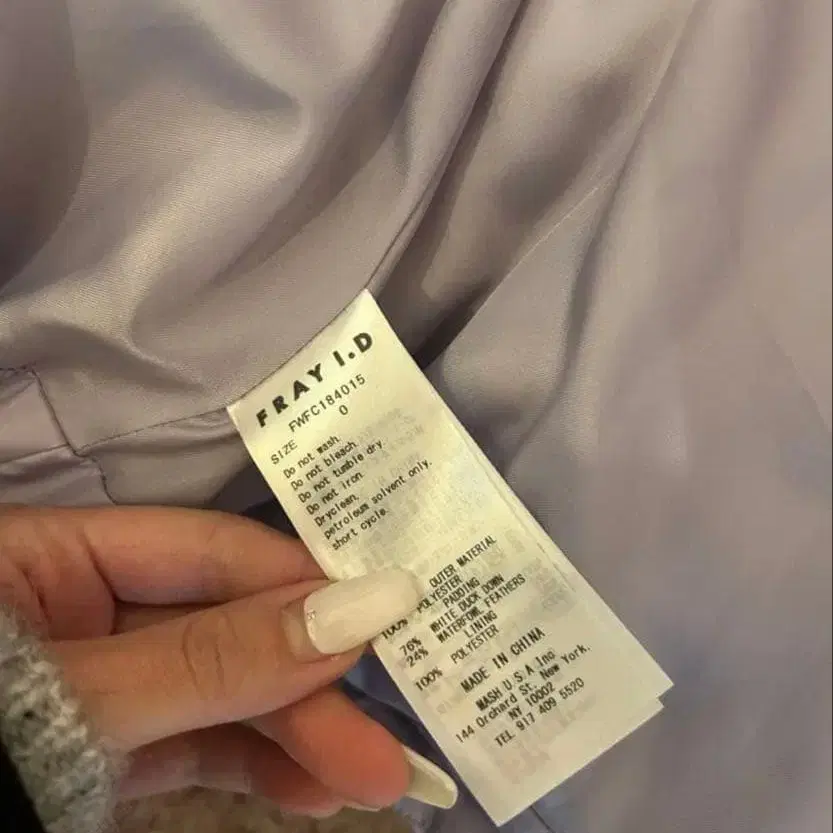 FRAY I.D
FWFC184015
SIZE 0
Do not wash.
Do not bleach.
Do not tumble dry.
Do not iron.
Dryclean.
petroleum solvent only.
short cycle.
OUTER MATERIAL
100% POLYESTER
PADDING
76% WHITE DUCK DOWN
24% WATERFOWL FEATHERS
LINING
100% POLYESTER
MADE IN CHINA
MASH U.S.A Inc
144 Orchard St, New York.
NY 10002
TEL 917 409 5520